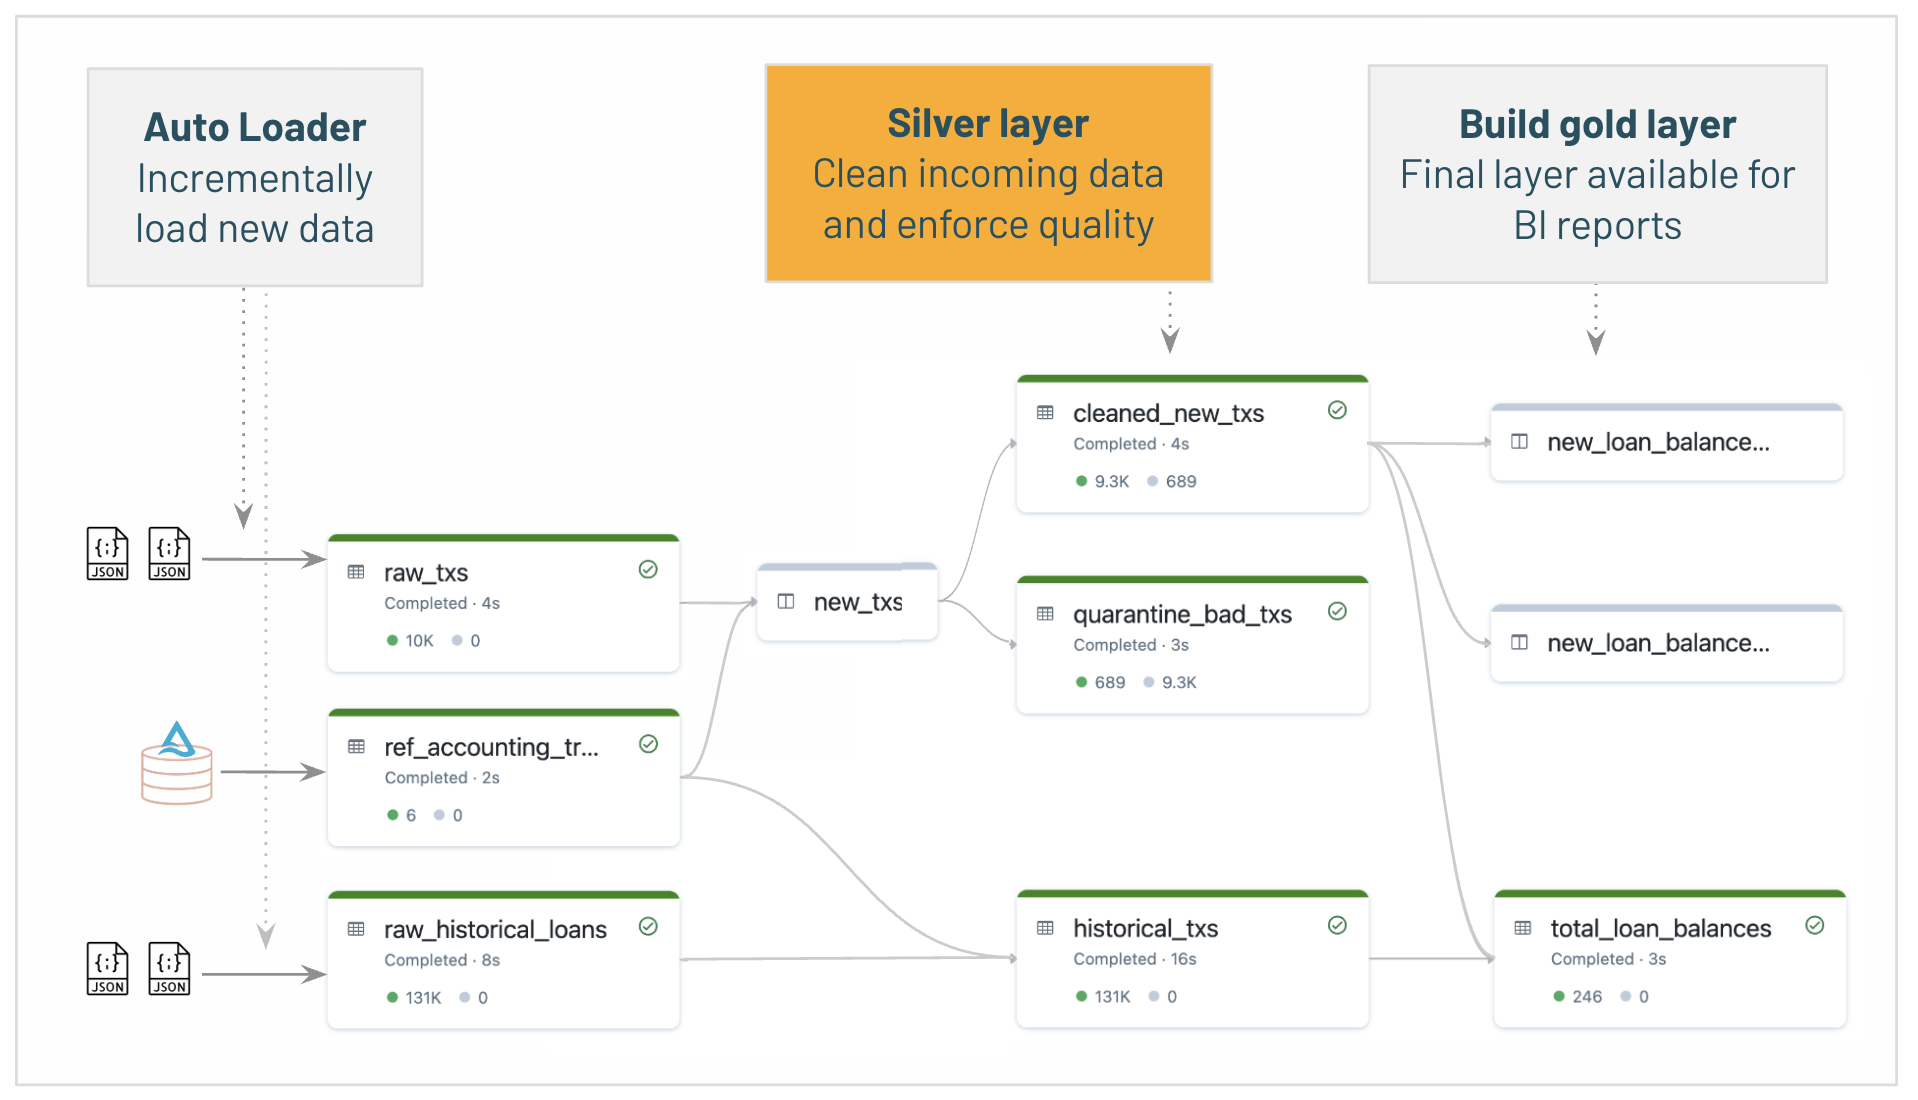 Auto Loader
Incrementally
load new data
Silver layer
Clean incoming data
and enforce quality
Build gold layer
Final layer available for
BI reports
{;} {;}
JSON JSON
raw_txs
Completed · 4s
10K 0
ref_accounting_tr...
Completed · 2s
6 0
{;} {;}
JSON JSON
raw_historical_loans
Completed · 8s
131K 0
new_txs
cleaned_new_txs
Completed · 4s
9.3K 689
quarantine_bad_txs
Completed · 3s
689 9.3K
historical_txs
Completed · 16s
131K 0
new_loan_balance...
new_loan_balance...
total_loan_balances
Completed · 3s
246 0